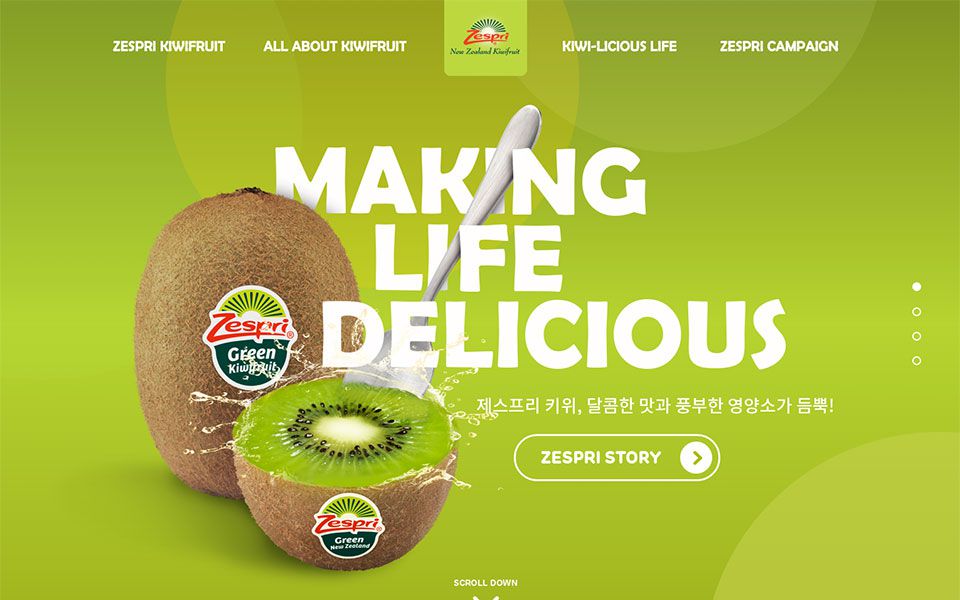 ZESPRI KIWIFRUIT
ALL ABOUT KIWIFRUIT
Zespri
New Zealand Kiwifruit
KIWI-LICIOUS LIFE
ZESPRI CAMPAIGN
MAKING
LIFE
DELICIOUS
Zespri®
Green
Kiwifruit
제스프리 키위, 달콤한 맛과 풍부한 영양소가 듬뿍!
ZESPRI STORY
Zespri®
Green
New Zealand
SCROLL DOWN